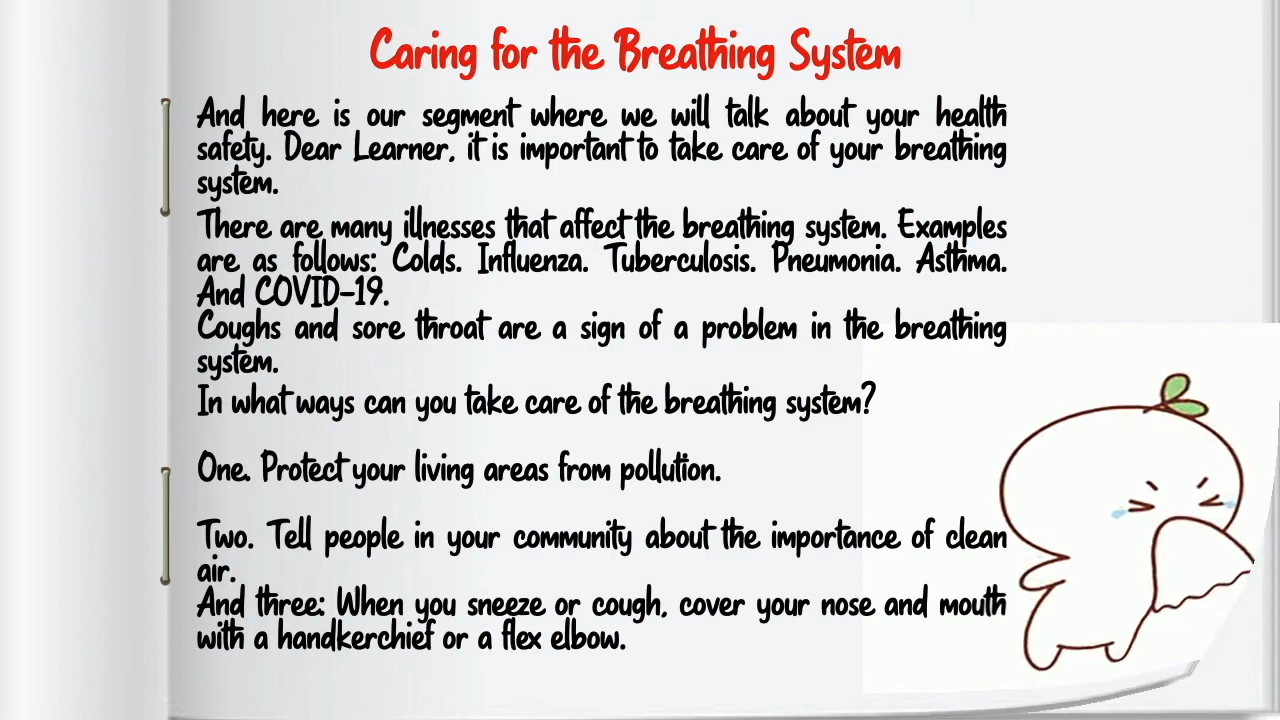 Caring for the Breathing System
And here is our segment where we will talk about your health
safety. Dear Learner, it is important to take care of your breathing
system.
There are many illnesses that affect the breathing system. Examples
are as follows: Colds. Influenza. Tuberculosis. Pneumonia. Asthma.
And COVID-19.
Coughs and sore throat are a sign of a problem in the breathing
system.
In what ways can you take care of the breathing system?
One. Protect your living areas from pollution.
Two. Tell people in your community about the importance of clean
air.
And three: When you sneeze or cough, cover your nose and mouth
with a handkerchief or a flex elbow.